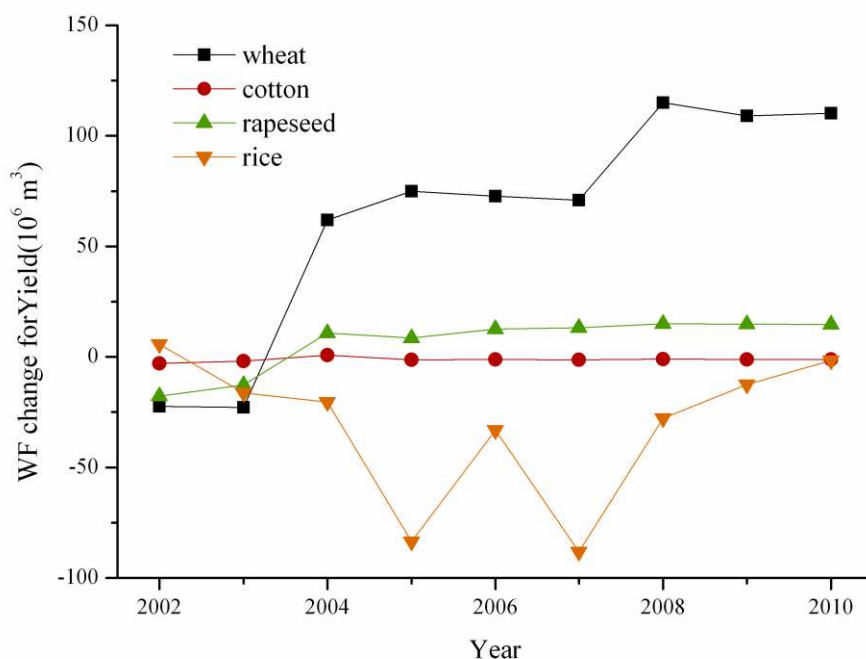 150
100
50
0
-50
-100
WF change forYield(10⁶ m³)
wheat
cotton
rapeseed
rice
2002
2004
2006
2008
2010
Year